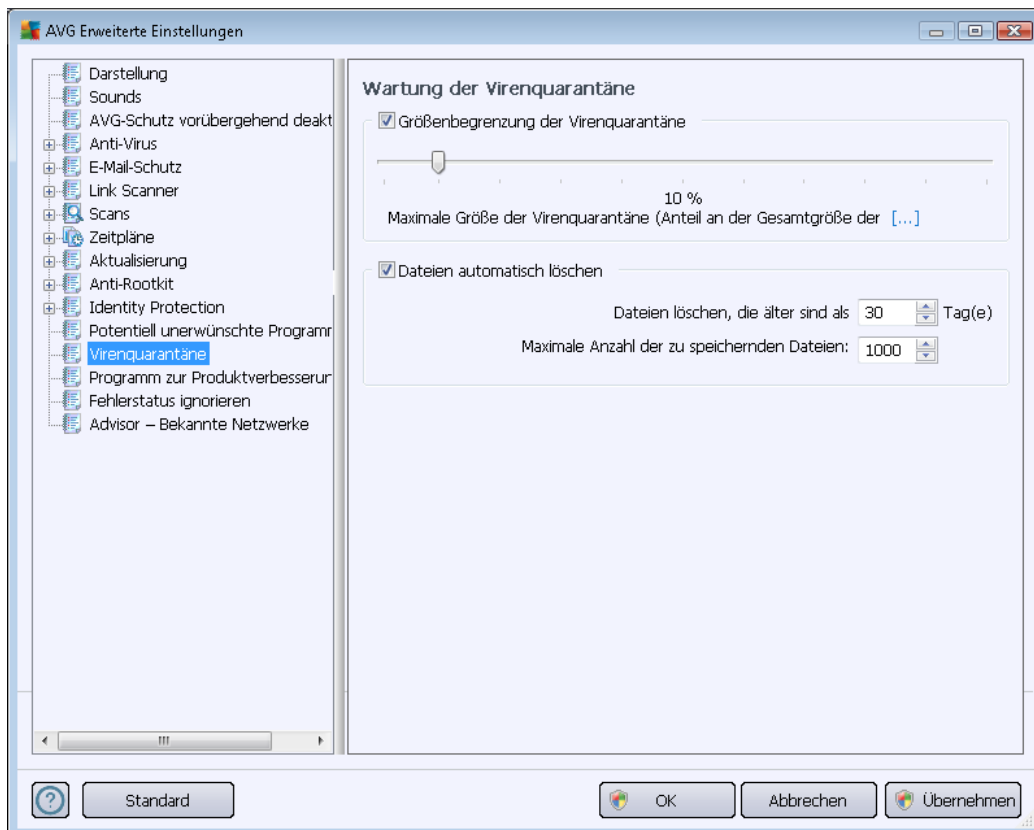 AVG Erweiterte Einstellungen
Darstellung
Sounds
AVG-Schutz vorübergehend deakt
Anti-Virus
E-Mail-Schutz
Link Scanner
Scans
Zeitpläne
Aktualisierung
Anti-Rootkit
Identity Protection
Potentiell unerwünschte Programr
Virenquarantäne
Programm zur Produktverbesserur
Fehlerstatus ignorieren
Advisor – Bekannte Netzwerke
Wartung der Virenquarantäne
Größenbegrenzung der Virenquarantäne
10 %
Maximale Größe der Virenquarantäne (Anteil an der Gesamtgröße der [...]
Dateien automatisch löschen
Dateien löschen, die älter sind als 30 Tag(e)
Maximale Anzahl der zu speichernden Dateien: 1000
? Standard OK Abbrechen Übernehmen